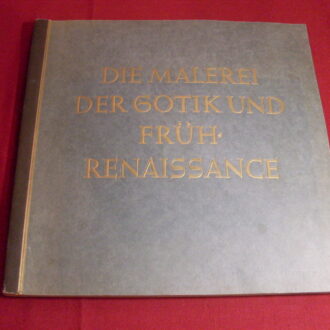 DIE MALEREI
DER GOTIK UND
FRÜH-
RENAISSANCE